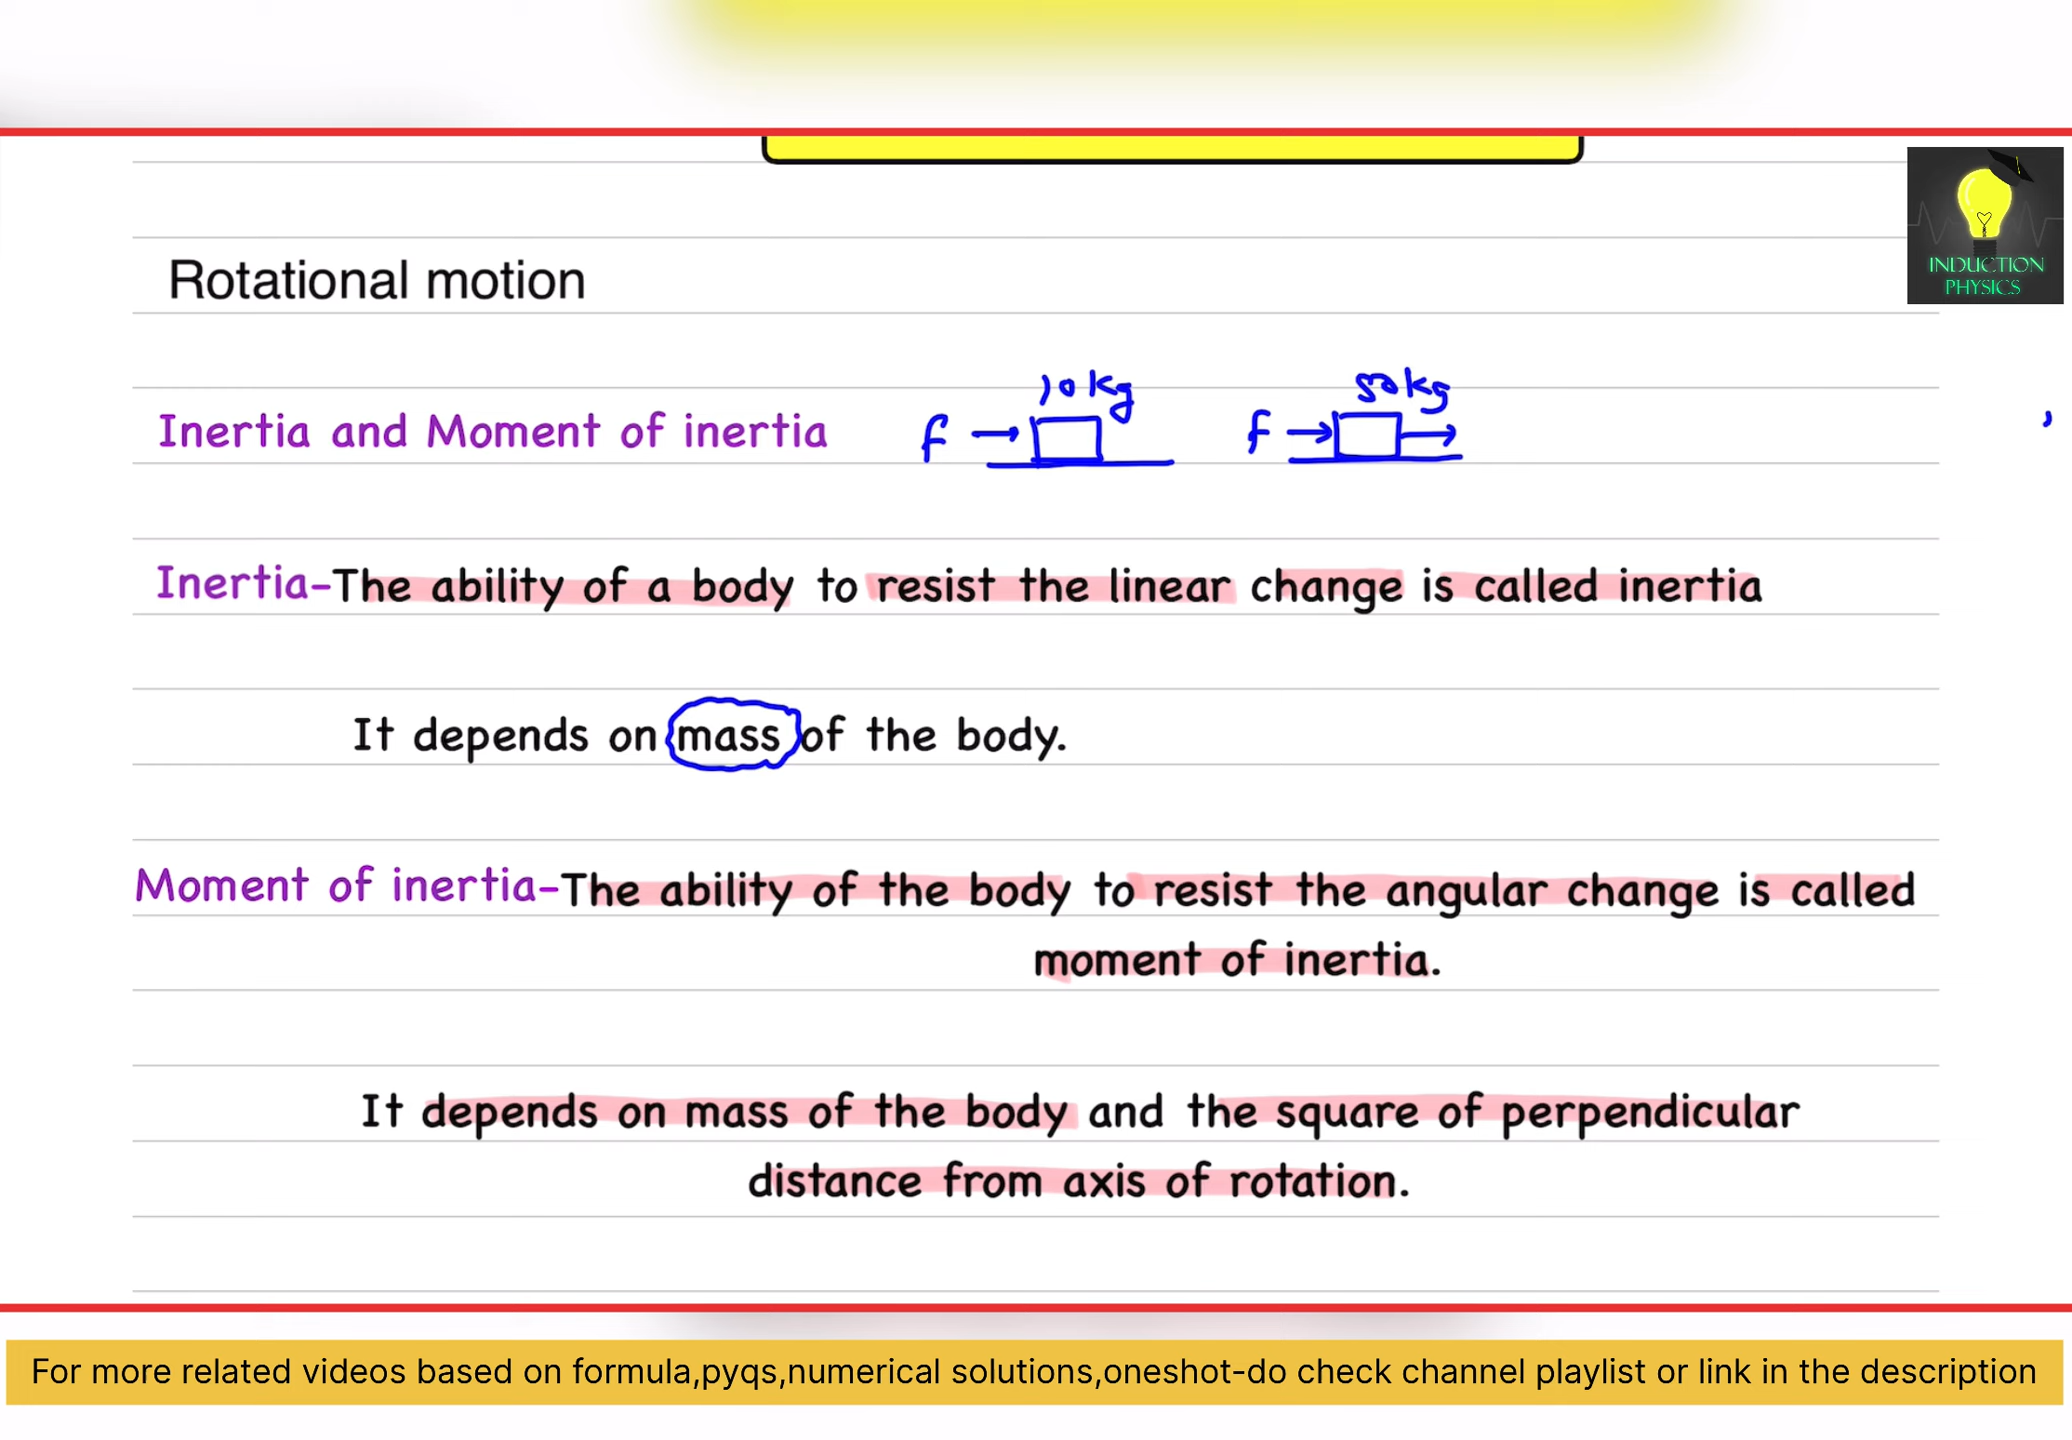 INDUCTION
PHYSICS
Rotational motion
10kg
50kg
Inertia and Moment of inertia
f
f
Inertia-The ability of a body to resist the linear change is called inertia
It depends on mass of the body.
Moment of inertia-The ability of the body to resist the angular change is called
moment of inertia.
It depends on mass of the body and the square of perpendicular
distance from axis of rotation.
For more related videos based on formula,pyqs,numerical solutions,oneshot-do check channel playlist or link in the description